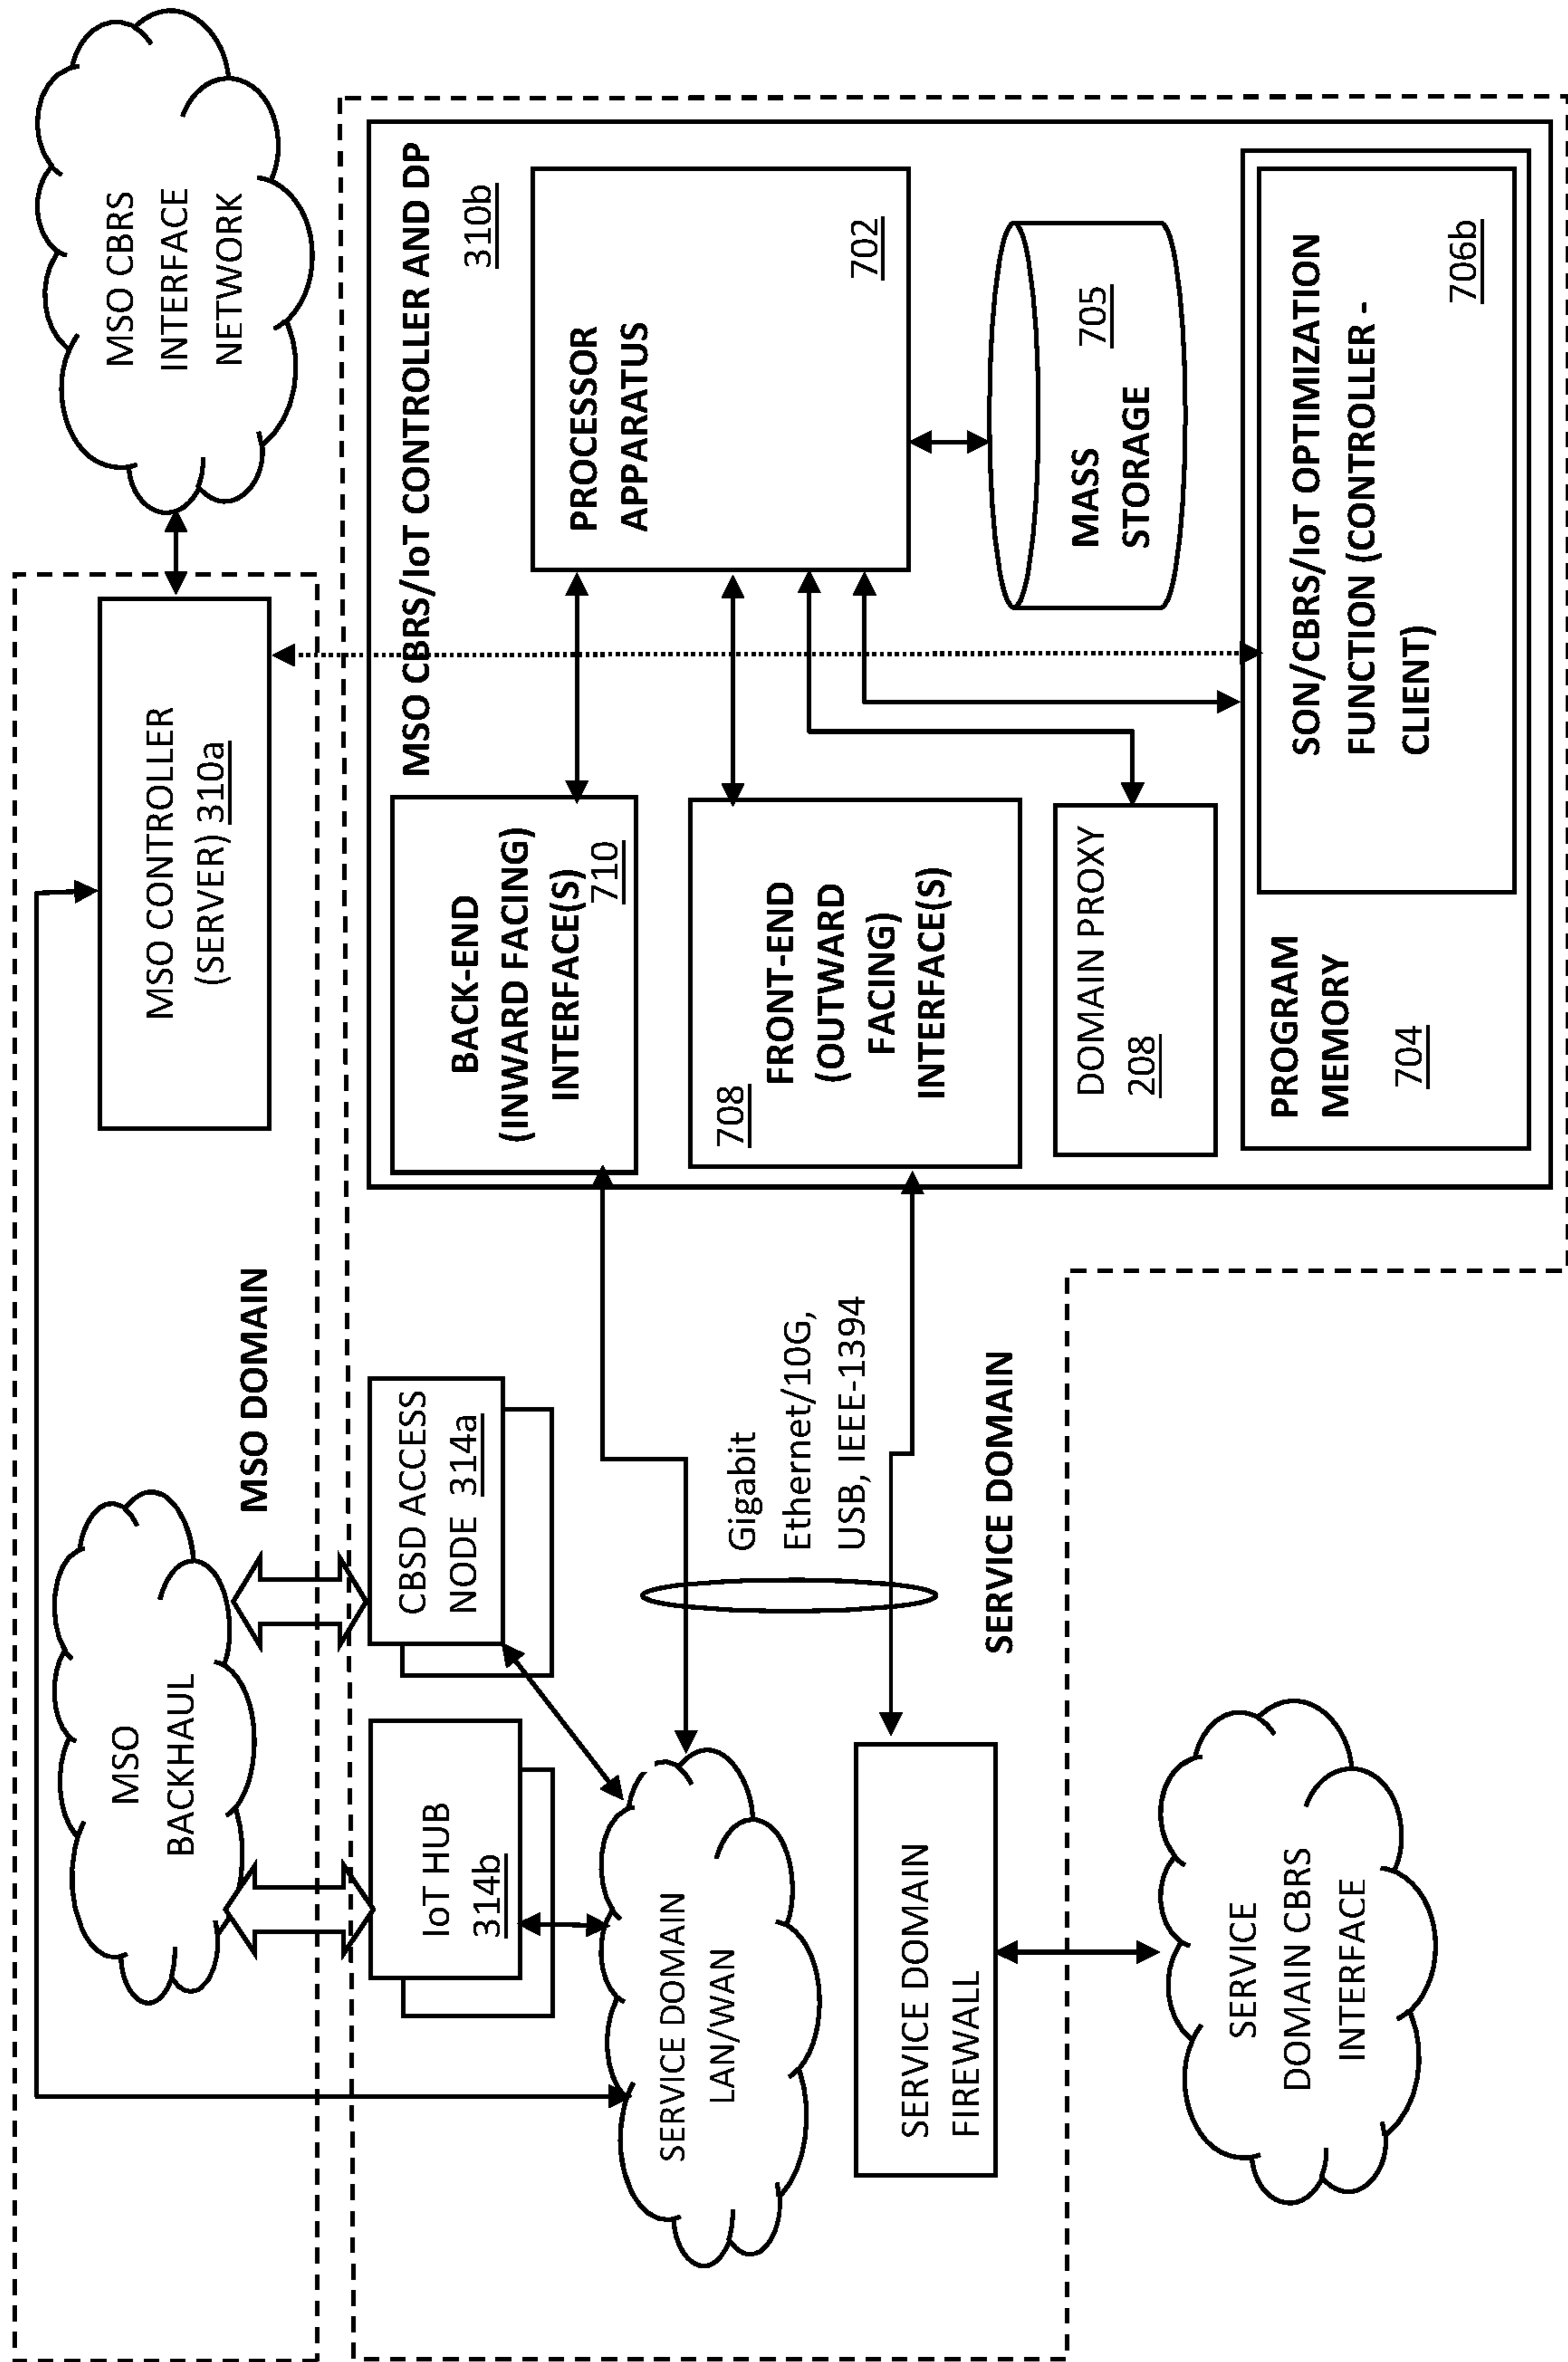 MSO CBRS
INTERFACE
NETWORK
MSO CONTROLLER
(SERVER) 310a
MSO DOMAIN
MSO
BACKHAUL
MSO CBRS/IoT CONTROLLER AND DP
310b
PROCESSOR
APPARATUS
702
MASS
STORAGE
705
BACK-END
(INWARD FACING)
INTERFACE(S)
710
708
FRONT-END
(OUTWARD
FACING)
INTERFACE(S)
DOMAIN PROXY
208
PROGRAM
MEMORY
704
SON/CBRS/IoT OPTIMIZATION
FUNCTION (CONTROLLER -
CLIENT)
706b
CBSD ACCESS
NODE 314a
IoT HUB
314b
SERVICE DOMAIN
LAN/WAN
Gigabit
Ethernet/10G,
USB, IEEE-1394
SERVICE DOMAIN
SERVICE DOMAIN
FIREWALL
SERVICE
DOMAIN CBRS
INTERFACE